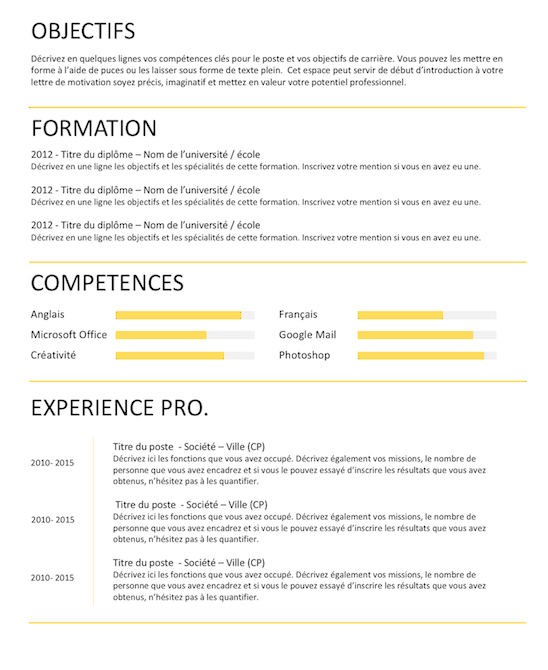 OBJECTIFS
Décrivez en quelques lignes vos compétences clés pour le poste et vos objectifs de carrière. Vous pouvez les mettre en
forme à l'aide de puces ou les laisser sous forme de texte plein.  Cet espace peut servir de début d'introduction à votre
lettre de motivation soyez précis, imaginatif et mettez en valeur votre potentiel professionnel.
FORMATION
2012 - Titre du diplôme – Nom de l'université / école
Décrivez en une ligne les objectifs et les spécialités de cette formation. Inscrivez votre mention si vous en avez eu une.
2012 - Titre du diplôme – Nom de l'université / école
Décrivez en une ligne les objectifs et les spécialités de cette formation. Inscrivez votre mention si vous en avez eu une.
2012 - Titre du diplôme – Nom de l'université / école
Décrivez en une ligne les objectifs et les spécialités de cette formation. Inscrivez votre mention si vous en avez eu une.
COMPETENCES
Anglais
Français
Microsoft Office
Google Mail
Créativité
Photoshop
EXPERIENCE PRO.
Titre du poste  - Société – Ville (CP)
2010- 2015
Décrivez ici les fonctions que vous avez occupé. Décrivez également vos missions, le nombre de
personne que vous avez encadrez et si vous le pouvez essayé d'inscrire les résultats que vous avez
obtenus, n'hésitez pas à les quantifier.
Titre du poste  - Société – Ville (CP)
2010- 2015
Décrivez ici les fonctions que vous avez occupé. Décrivez également vos missions, le nombre de
personne que vous avez encadrez et si vous le pouvez essayé d'inscrire les résultats que vous avez
obtenus, n'hésitez pas à les quantifier.
Titre du poste  - Société – Ville (CP)
2010- 2015
Décrivez ici les fonctions que vous avez occupé. Décrivez également vos missions, le nombre de
personne que vous avez encadrez et si vous le pouvez essayé d'inscrire les résultats que vous avez
obtenus, n'hésitez pas à les quantifier.